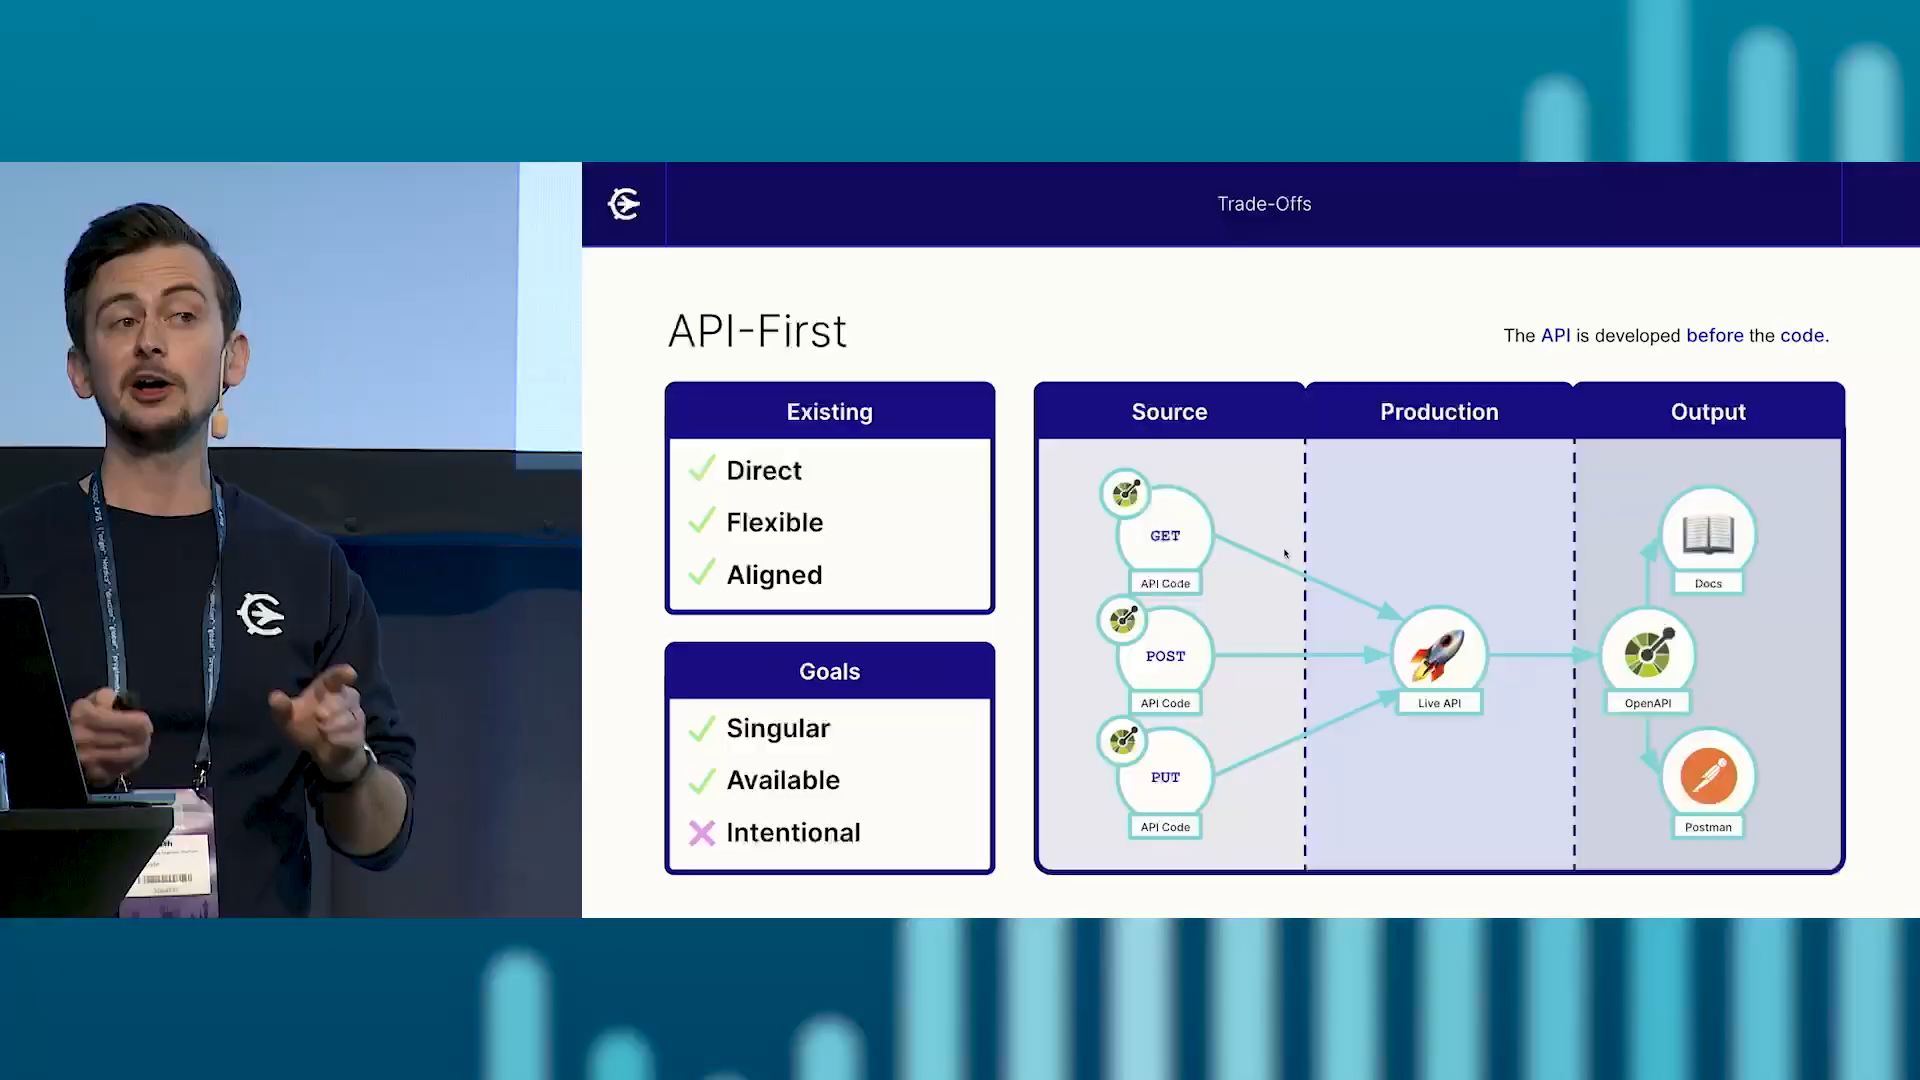 Trade-Offs
API-First
The API is developed before the code.
Existing
Direct
Flexible
Aligned
Goals
Singular
Available
Intentional
Source
Production
Output
GET
API Code
POST
API Code
PUT
API Code
Live API
Docs
OpenAPI
Postman